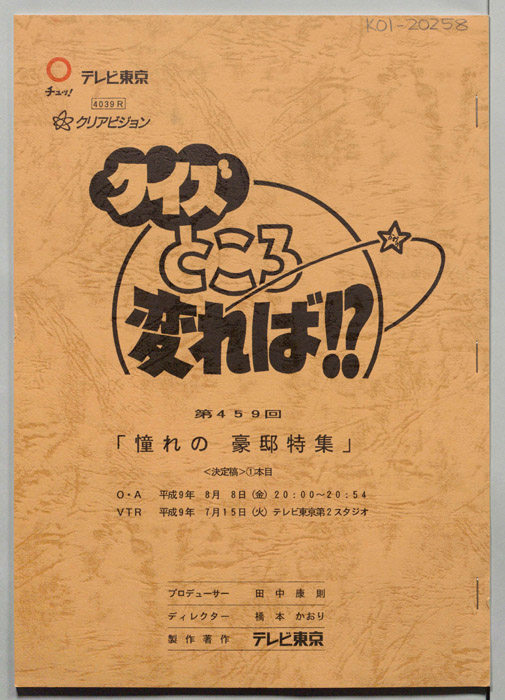 K01-20258
テレビ東京
チュッ!
4039R
クリアビジョン
クイズ
ところ
変れば!?
第459回
「憧れの 豪邸特集」
<決定稿>①本目
O・A 平成9年 8月 8日(金)20:00~20:54
VTR 平成9年 7月15日(火)テレビ東京第2スタジオ
プロデューサー 田中康則
ディレクター 橋本かおり
製作著作 テレビ東京